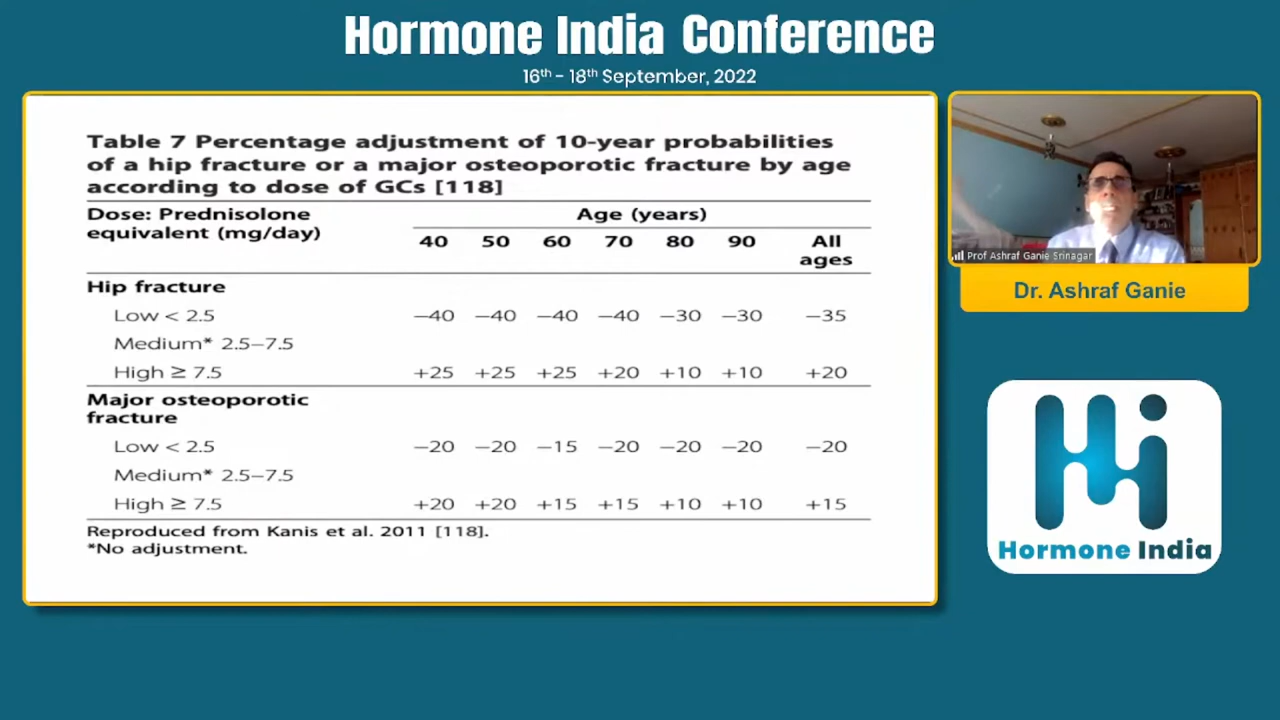 Hormone India Conference
16th - 18th September, 2022
Table 7 Percentage adjustment of 10-year probabilities
of a hip fracture or a major osteoporotic fracture by age
according to dose of GCs [118]
Dose: Prednisolone Age (years)
equivalent (mg/day) 40 50 60 70 80 90 All
ages
Hip fracture
Low < 2.5 −40 −40 −40 −40 −30 −30 −35
Medium* 2.5−7.5
High ≥ 7.5 +25 +25 +25 +20 +10 +10 +20
Major osteoporotic
fracture
Low < 2.5 −20 −20 −15 −20 −20 −20 −20
Medium* 2.5−7.5
High ≥ 7.5 +20 +20 +15 +15 +10 +10 +15
Reproduced from Kanis et al. 2011 [118].
*No adjustment.
Prof Ashraf Ganie Srinagar
Dr. Ashraf Ganie
Hi
Hormone India